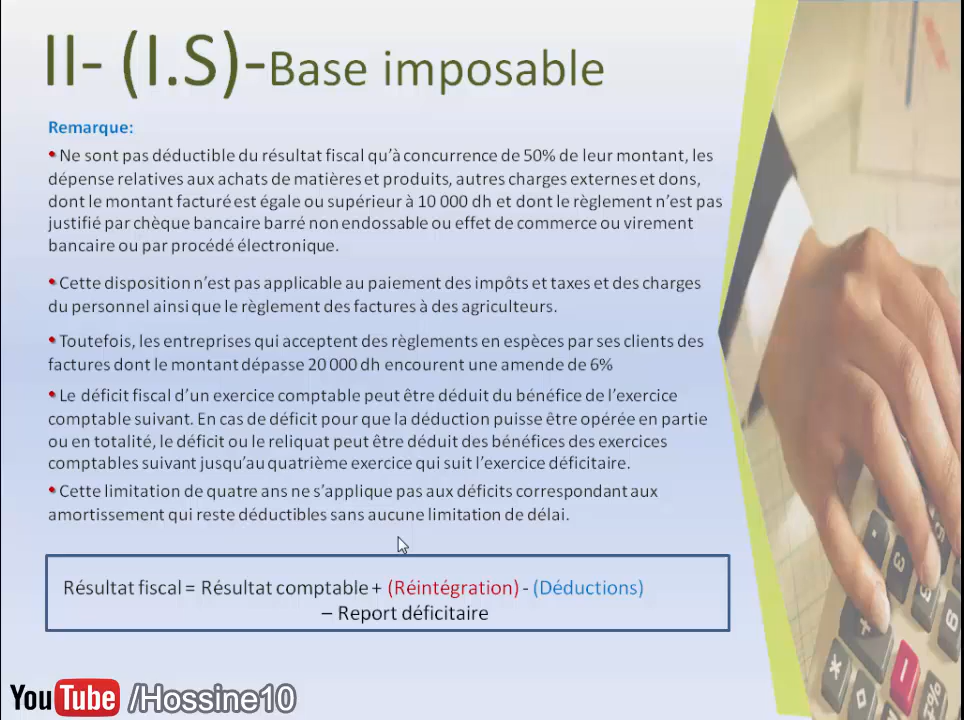 II- (I.S)-Base imposable
Remarque:
• Ne sont pas déductible du résultat fiscal qu'à concurrence de 50% de leur montant, les
dépense relatives aux achats de matières et produits, autres charges externes et dons,
dont le montant facturé est égale ou supérieur à 10 000 dh et dont le règlement n'est pas
justifié par chèque bancaire barré non endossable ou effet de commerce ou virement
bancaire ou par procédé électronique.
• Cette disposition n'est pas applicable au paiement des impôts et taxes et des charges
du personnel ainsi que le règlement des factures à des agriculteurs.
• Toutefois, les entreprises qui acceptent des règlements en espèces par ses clients des
factures dont le montant dépasse 20 000 dh encourent une amende de 6%
• Le déficit fiscal d'un exercice comptable peut être déduit du bénéfice de l'exercice
comptable suivant. En cas de déficit pour que la déduction puisse être opérée en partie
ou en totalité, le déficit ou le reliquat peut être déduit des bénéfices des exercices
comptables suivant jusqu'au quatrième exercice qui suit l'exercice déficitaire.
• Cette limitation de quatre ans ne s'applique pas aux déficits correspondant aux
amortissement qui reste déductibles sans aucune limitation de délai.
Résultat fiscal = Résultat comptable + (Réintégration) - (Déductions)
– Report déficitaire
YouTube /Hossine10